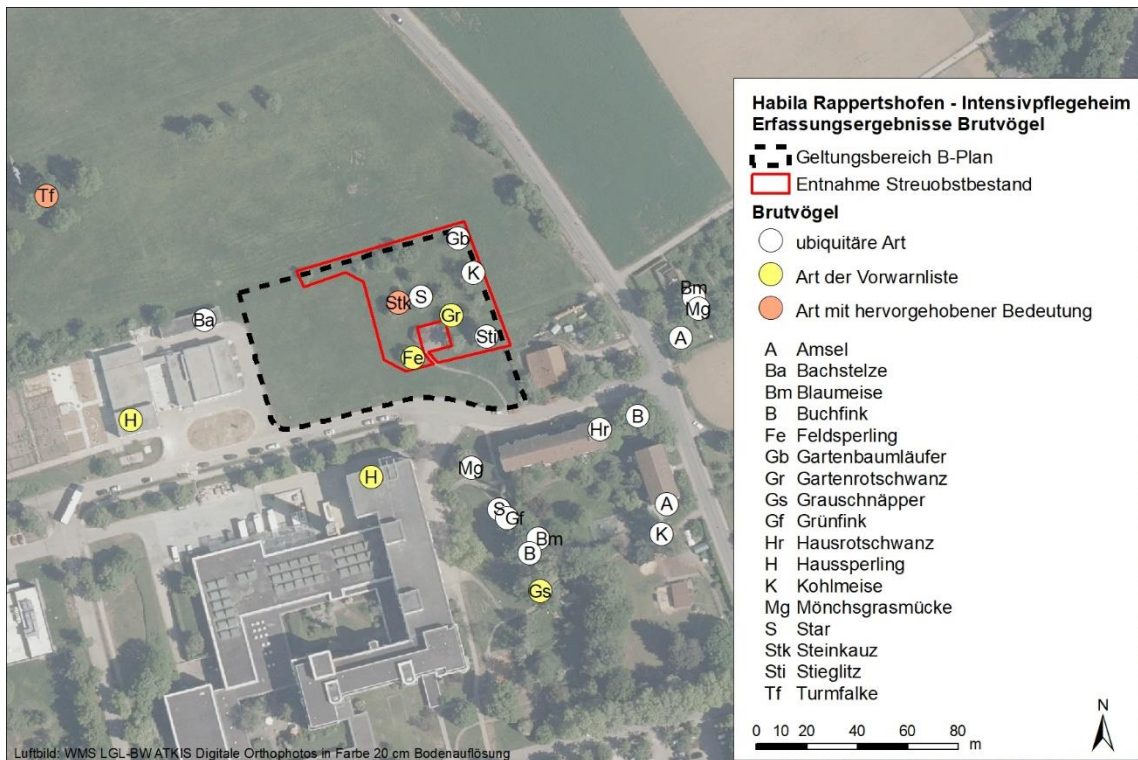 Habila Rappertshofen - Intensivpflegeheim
Erfassungsergebnisse Brutvögel
Geltungsbereich B-Plan
Entnahme Streuobstbestand
Brutvögel
ubiquitäre Art
Art der Vorwarnliste
Art mit hervorgehobener Bedeutung
A Amsel
Ba Bachstelze
Bm Blaumeise
B Buchfink
Fe Feldsperling
Gb Gartenbaumläufer
Gr Gartenrotschwanz
Gs Grauschnäpper
Gf Grünfink
Hr Hausrotschwanz
H Haussperling
K Kohlmeise
Mg Mönchsgrasmücke
S Star
Stk Steinkauz
Sti Stieglitz
Tf Turmfalke
N
0 10 20 40 60 80
m
Tf
Gb
K
Stk
S
Gr
Sti
Fe
Ba
Bm
Mg
A
H
B
Hr
Mg
H
S
Gf
A
K
Bm
B
Gs
Luftbild: WMS LGL-BW ATKIS Digitale Orthophotos in Farbe 20 cm Bodenauflösung